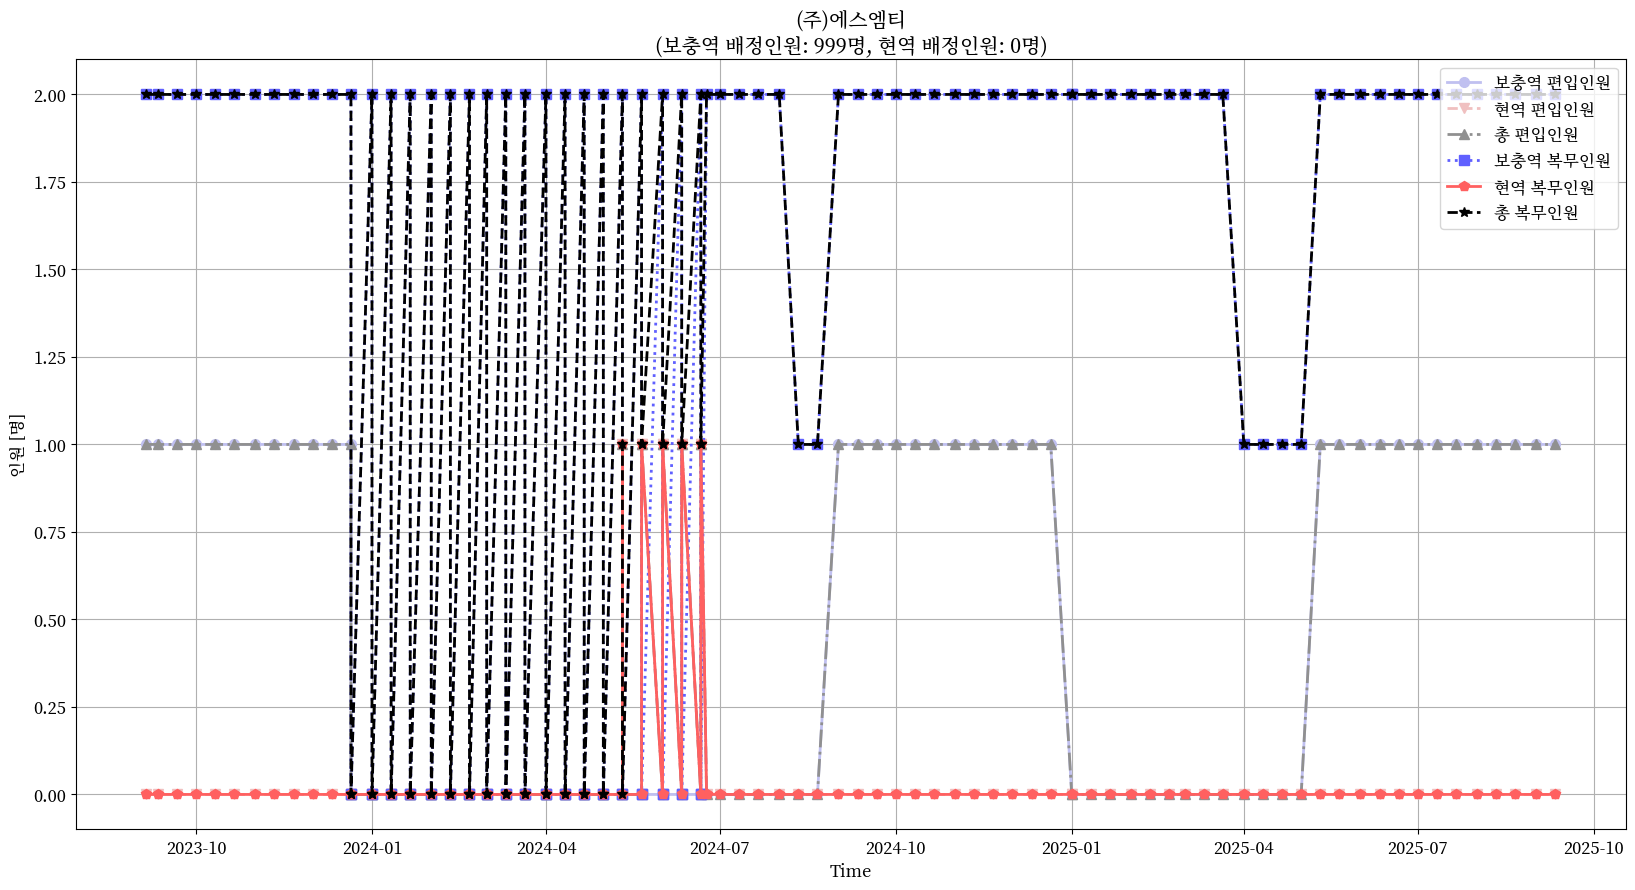 (주)에스엠티
(보충역 배정인원: 999명, 현역 배정인원: 0명)
보충역 편입인원
현역 편입인원
총 편입인원
보충역 복무인원
현역 복무인원
총 복무인원
인원 [명]
2.00
1.75
1.50
1.25
1.00
0.75
0.50
0.25
0.00
2023-10 2024-01 2024-04 2024-07 2024-10 2025-01 2025-04 2025-07 2025-10
Time